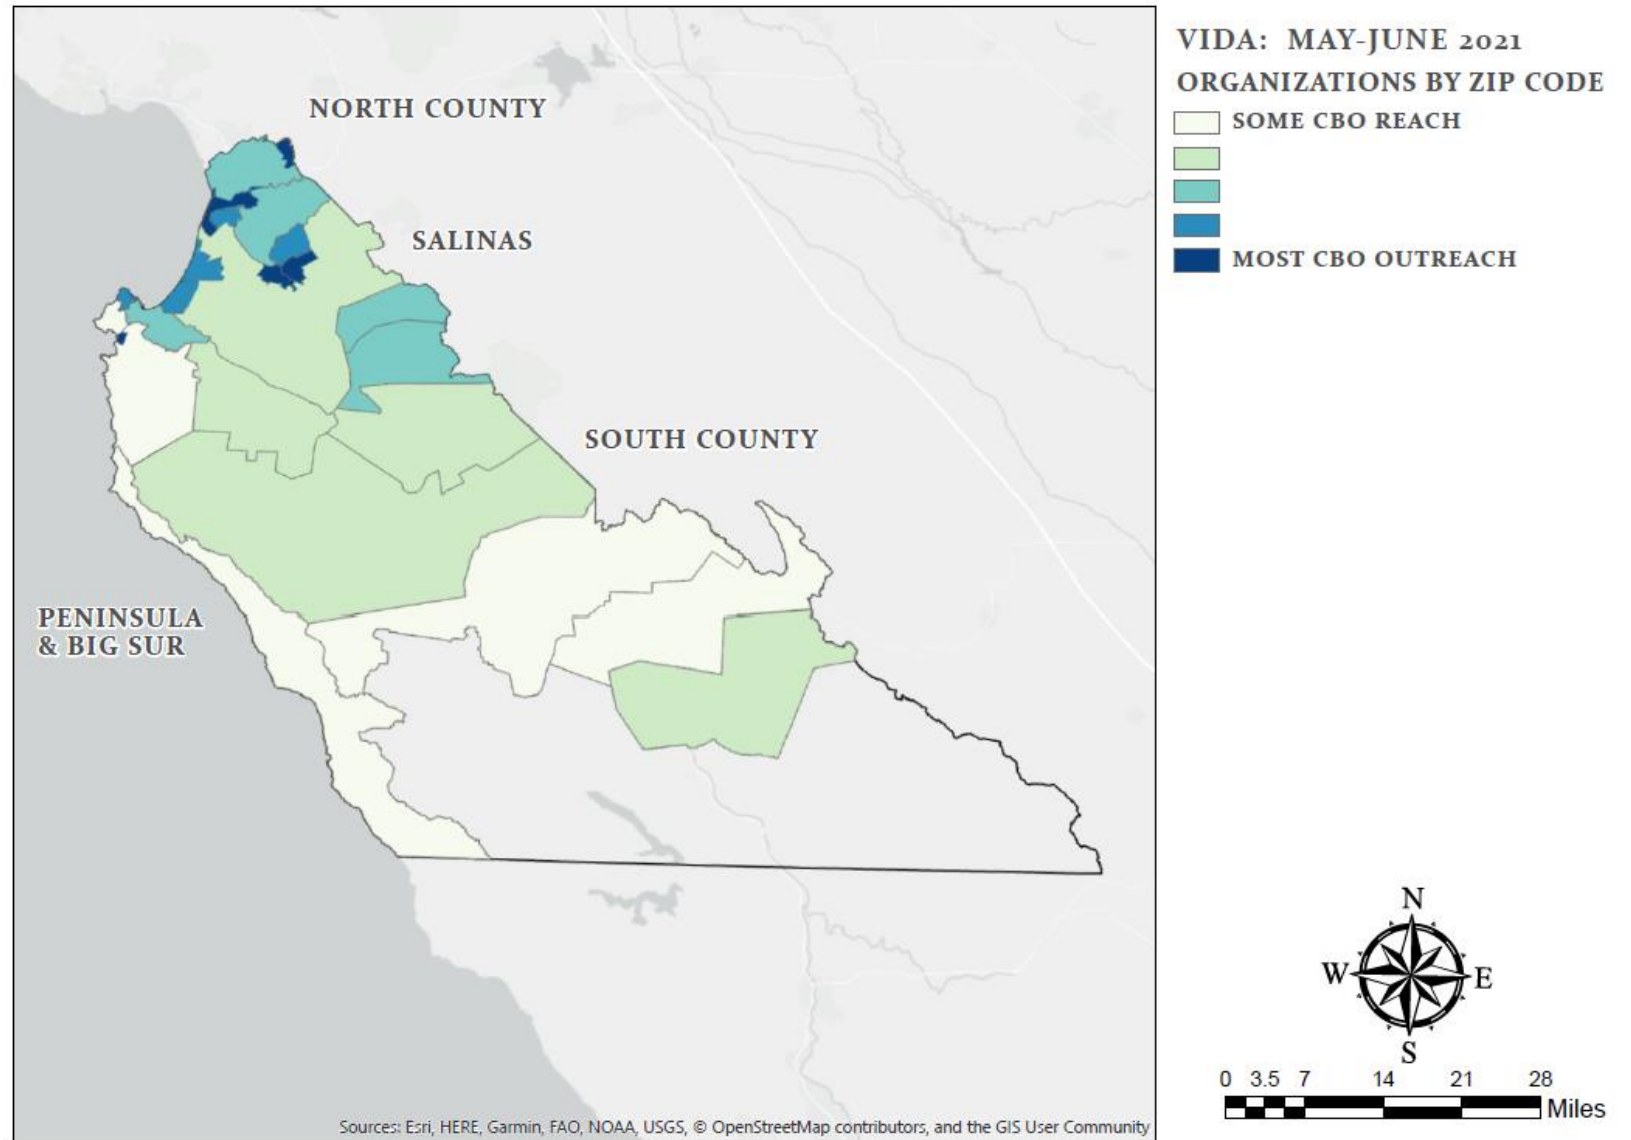 VIDA: MAY-JUNE 2021
ORGANIZATIONS BY ZIP CODE
SOME CBO REACH
MOST CBO OUTREACH
NORTH COUNTY
SALINAS
SOUTH COUNTY
PENINSULA
& BIG SUR
N
W
E
S
0 3.5 7 14 21 28
Miles
Sources: Esri, HERE, Garmin, FAO, NOAA, USGS, © OpenStreetMap contributors, and the GIS User Community